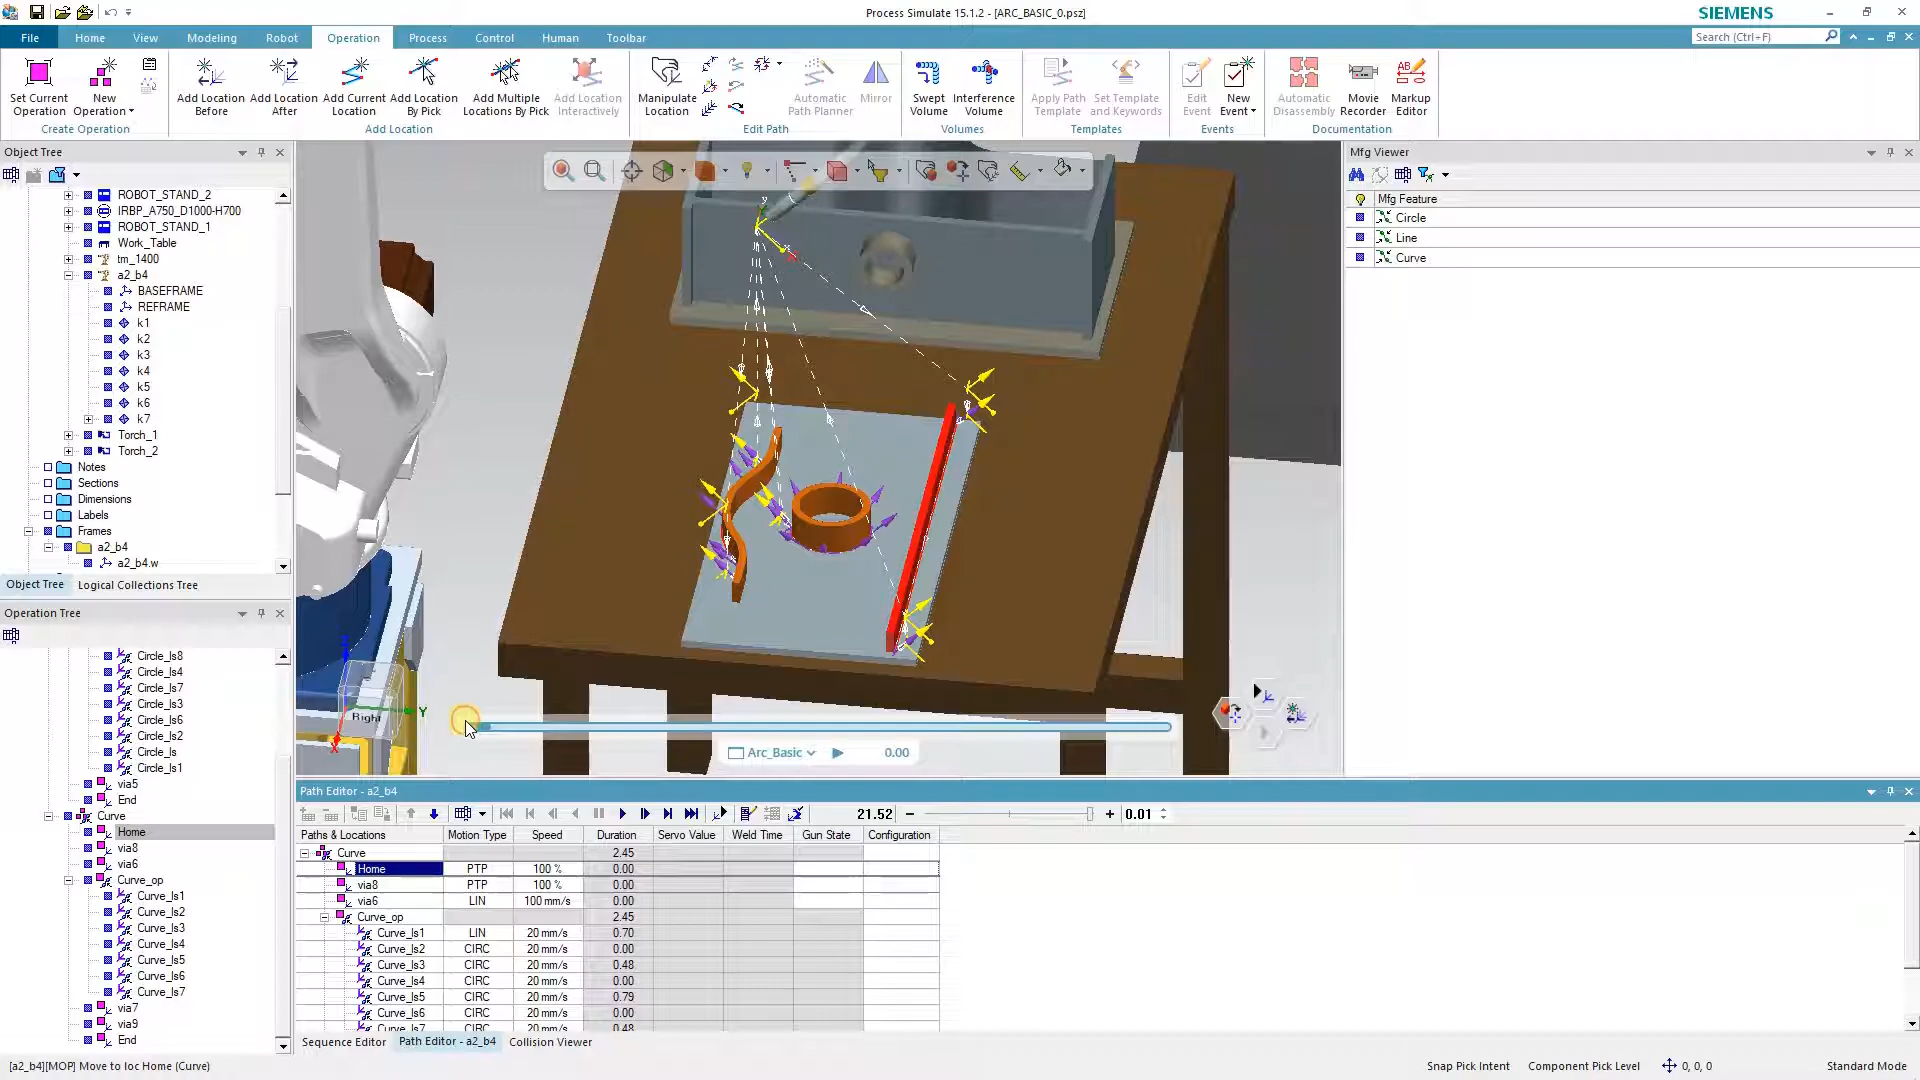 Process Simulate 15.1.2 - [ARC_BASIC_0.psz]
SIEMENS
File Home View Modeling Robot Operation Process Control Human Toolbar
Search (Ctrl+F)
Set Current Operation
New Operation
Add Location Before
Add Location After
Add Current Location
Add Location By Pick
Add Multiple Locations By Pick
Add Location Interactively
Manipulate Location
Automatic Path Planner
Mirror
Swept Volume
Interference Volume
Apply Path Template
Set Template and Keywords
Edit Event
New Event
Automatic Disassembly
Movie Recorder
Markup Editor
Create Operation
Add Location
Edit Path
Volumes
Templates
Events
Documentation
Object Tree
ROBOT_STAND_2
IRBP_A750_D1000-H700
ROBOT_STAND_1
Work_Table
tm_1400
a2_b4
BASEFRAME
REFRAME
k1
k2
k3
k4
k5
k6
k7
Torch_1
Torch_2
Notes
Sections
Dimensions
Labels
Frames
a2_b4
a2_b4.w
Object Tree Logical Collections Tree
Operation Tree
Circle_ls8
Circle_ls4
Circle_ls7
Circle_ls3
Circle_ls6
Circle_ls2
Circle_ls
Circle_ls1
via5
End
Curve
Home
via8
via6
Curve_op
Curve_ls1
Curve_ls2
Curve_ls3
Curve_ls4
Curve_ls5
Curve_ls6
Curve_ls7
via7
via9
End
Right
Y
X
Z
Arc_Basic 0.00
Mfg Viewer
Mfg Feature
Circle
Line
Curve
Path Editor - a2_b4
21.52 0.01
Paths & Locations Motion Type Speed Duration Servo Value Weld Time Gun State Configuration
Curve 2.45
Home PTP 100 % 0.00
via8 PTP 100 % 0.00
via6 LIN 100 mm/s 0.00
Curve_op 2.45
Curve_ls1 LIN 20 mm/s 0.70
Curve_ls2 CIRC 20 mm/s 0.00
Curve_ls3 CIRC 20 mm/s 0.48
Curve_ls4 CIRC 20 mm/s 0.00
Curve_ls5 CIRC 20 mm/s 0.79
Curve_ls6 CIRC 20 mm/s 0.00
Curve_ls7 CIRC 20 mm/s 0.48
Sequence Editor Path Editor - a2_b4 Collision Viewer
[a2_b4][MOP] Move to loc Home (Curve)
Snap Pick Intent Component Pick Level 0, 0, 0 Standard Mode